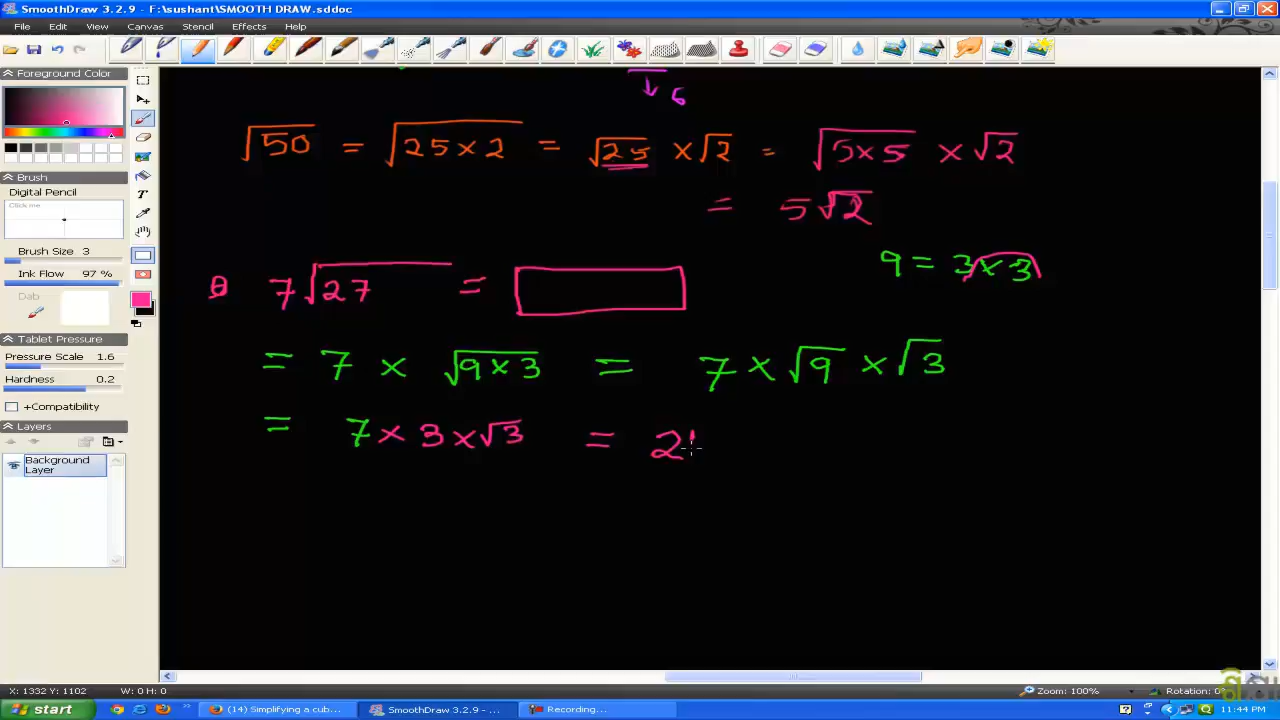 SmoothDraw 3.2.9 - F:\sushant\SMOOTH DRAW.sddoc
File Edit View Canvas Stencil Effects Help
Foreground Color
Brush
Digital Pencil
Click me
Brush Size 3
Ink Flow 97 %
Dab
Tablet Pressure
Pressure Scale 1.6
Hardness 0.2
+Compatibility
Layers
Background
Layer
6
√50 = √25×2 = √25 × √2 = √5×5 × √2
= 5√2
9 = 3×3
7√27 =
= 7 × √9×3 = 7 × √9 × √3
= 7 × 3 × √3 =
X: 1332 Y: 1102 W: 0 H: 0 Zoom: 100% Rotation: 0°
start (14) Simplifying a cub... SmoothDraw 3.2.9 - ... Recording... 11:44 PM